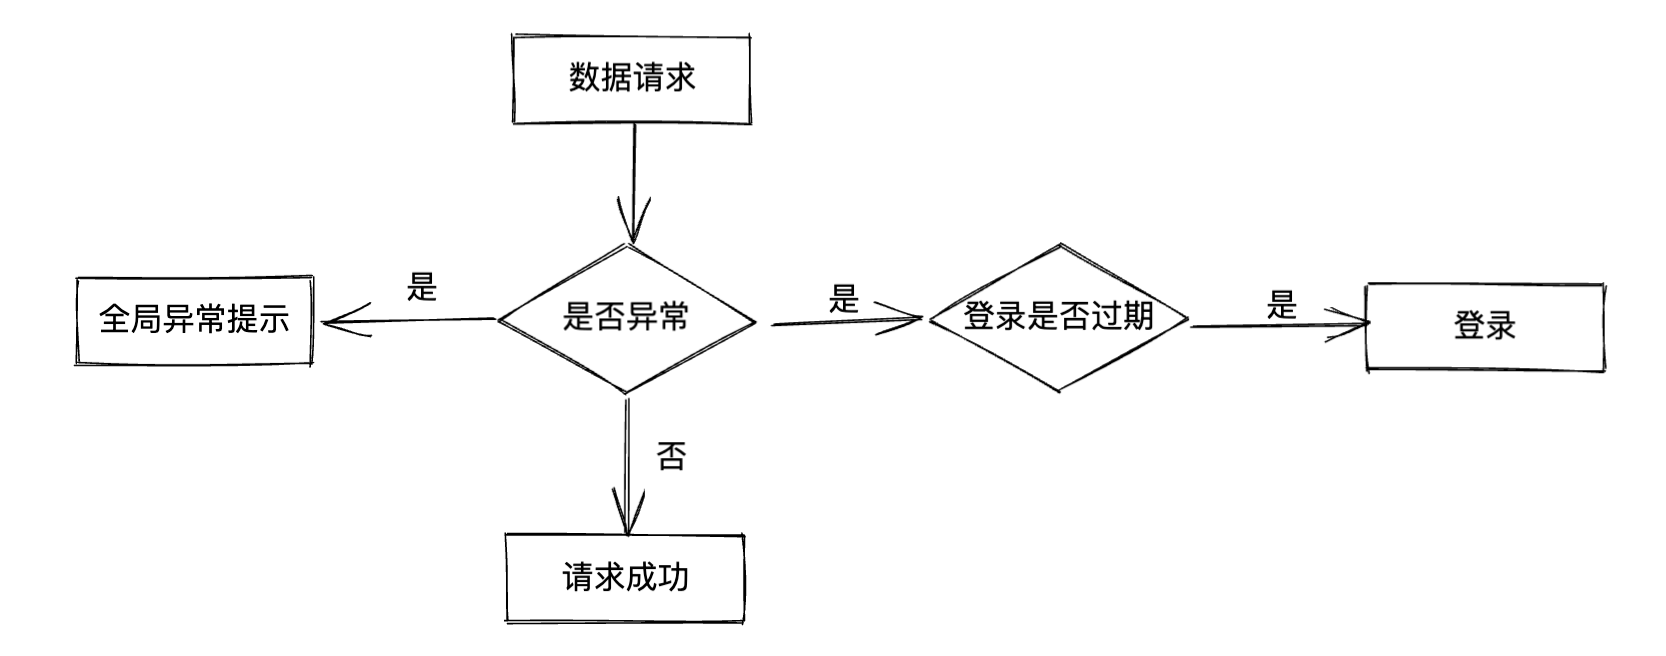 数据请求
是
是
是
全局异常提示
是否异常
登录是否过期
登录
否
请求成功